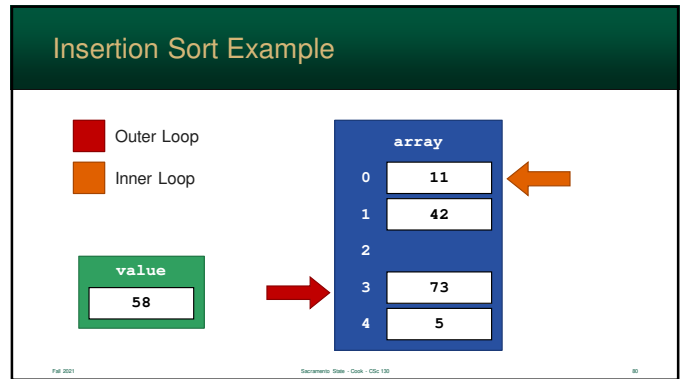 Insertion Sort Example
Outer Loop
Inner Loop
array
0 11
1 42
2
3 73
4 5
value
58
Fall 2021 Sacramento State - Cook - CSc 130 80